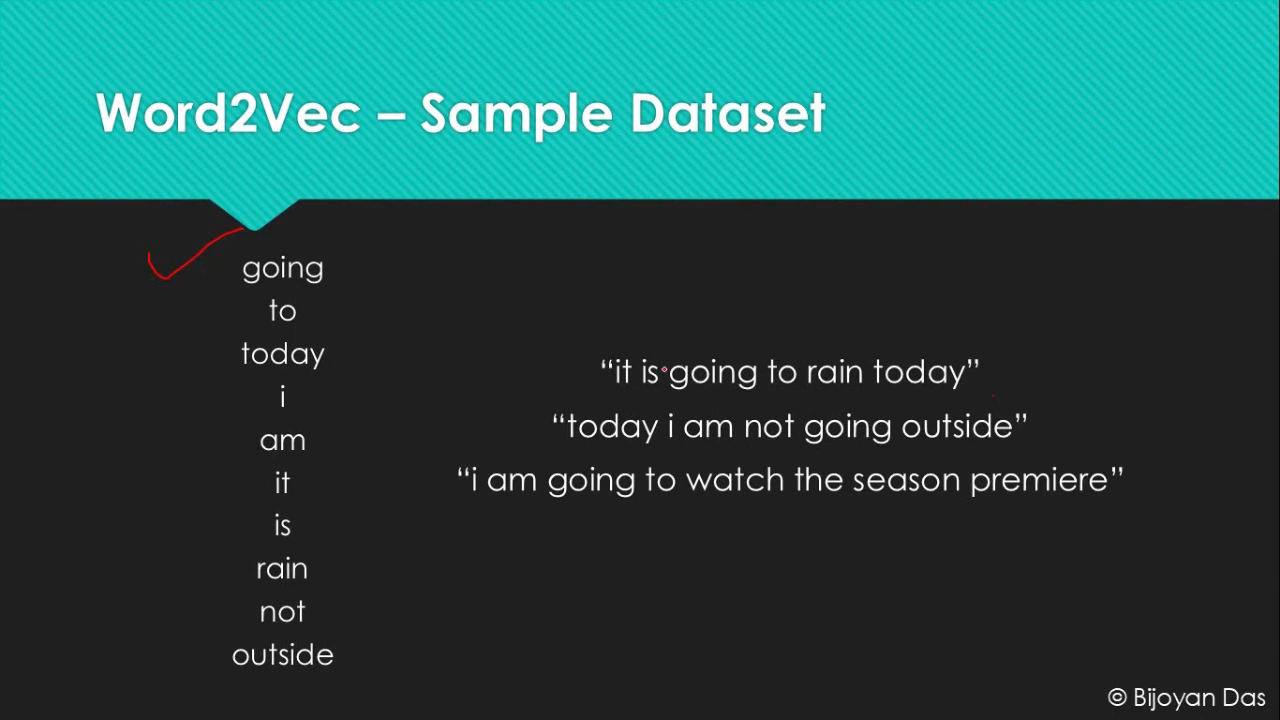 Word2Vec – Sample Dataset
going
to
today
i
am
it
is
rain
not
outside
“it is going to rain today”
“today i am not going outside”
“i am going to watch the season premiere”
© Bijoyan Das